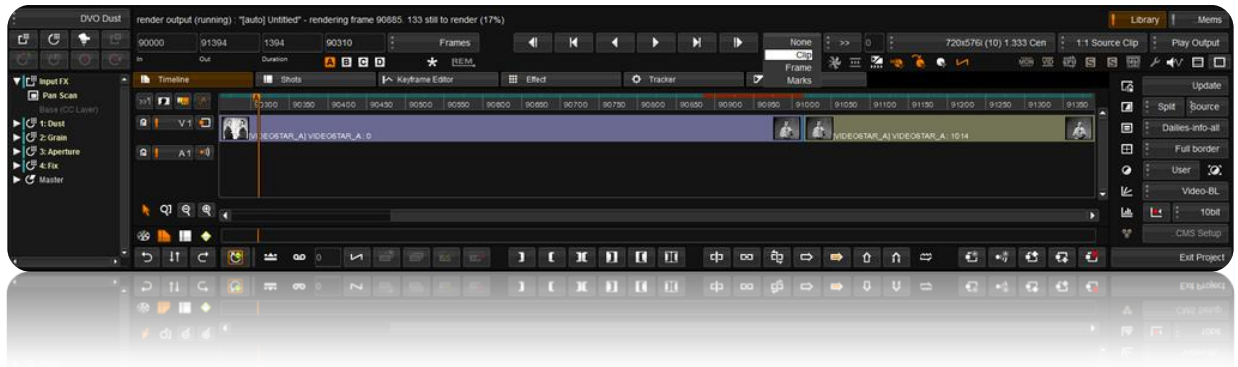 DVO Dust
render output (running) : "[auto] Untitled" - rendering frame 90885. 133 still to render (17%)
Library
Mems
90000
91394
1394
90310
Frames
None
>>
0
720x576i (10) 1.333 Cen
1:1 Source Clip
Play Output
In
Out
Duration
A B C D
REM
Clip
Frame
Marks
Input FX
Pan Scan
Base (CC Layer)
1: Dust
2: Grain
3: Aperture
4: Fix
Master
Timeline
Shots
Keyframe Editor
Effect
Tracker
Update
90300 90350 90400 90450 90500 90550 90600 90650 90700 90750 90800 90850 90900 90950 91000 91050 91100 91150 91200 91250 91300 91350
Split
Source
V1
VIDEOSTAR_A] VIDEOSTAR_A : 0
[VIDEOSTAR_A] VIDEOSTAR_A : 1014
Dailies-info-all
A1
Full border
User
Video-BL
10bit
CMS Setup
0
Exit Project